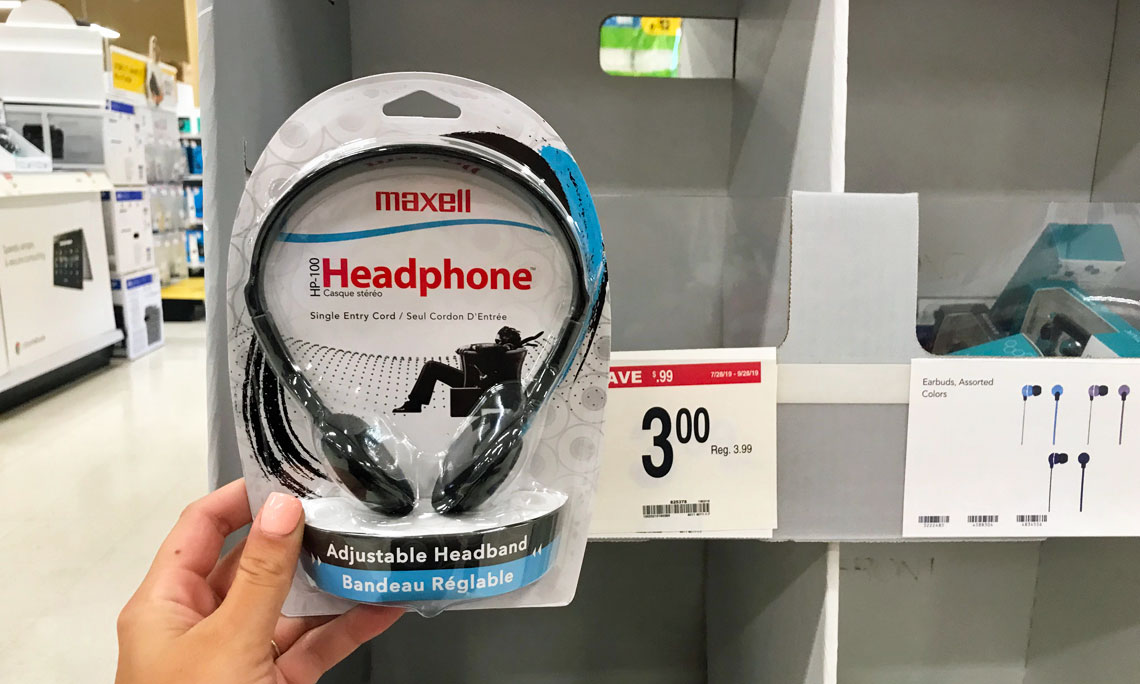 maxell
HP-100
Headphone™
Casque stéréo
Single Entry Cord / Seul Cordon D'Entrée
Adjustable Headband
Bandeau Réglable
AVE $.99
7/28/19 - 9/28/19
3.00
Reg. 3.99
Earbuds, Assorted
Colors